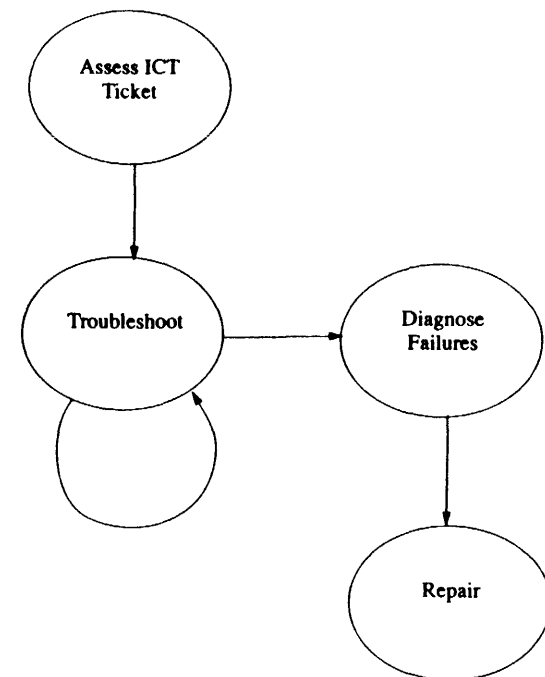 Assess ICT
Ticket
Troubleshoot
Diagnose
Failures
Repair